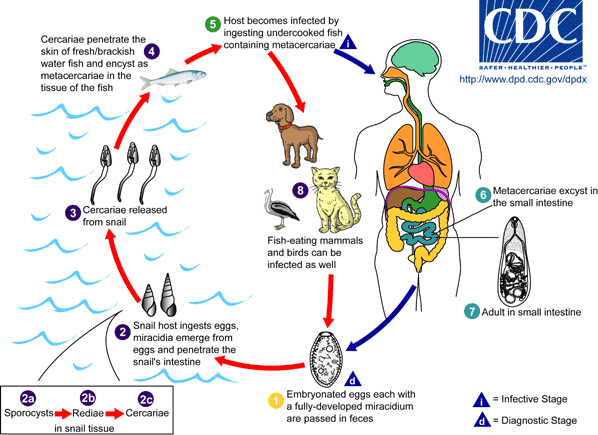 CDC
SAFER • HEALTHIER • PEOPLE™
http://www.dpd.cdc.gov/dpdx
5
Host becomes infected by
ingesting undercooked fish
containing metacercariae
i
4
Cercariae penetrate the
skin of fresh/brackish
water fish and encyst as
metacercariae in the
tissue of the fish
3
Cercariae released
from snail
8
Fish-eating mammals
and birds can be
infected as well
6
Metacercariae excyst in
the small intestine
7
Adult in small intestine
2
Snail host ingests eggs,
miracidia emerge from
eggs and penetrate the
snail's intestine
d
1
Embryonated eggs each with
a fully-developed miracidium
are passed in feces
2a 2b 2c
Sporocysts Rediae Cercariae
in snail tissue
i = Infective Stage
d = Diagnostic Stage